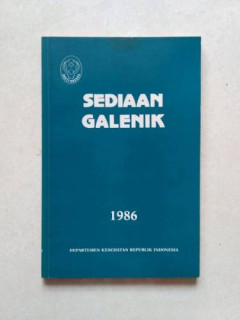 SEDIAAN
GALENIK
1986
DEPARTEMEN KESEHATAN REPUBLIK INDONESIA